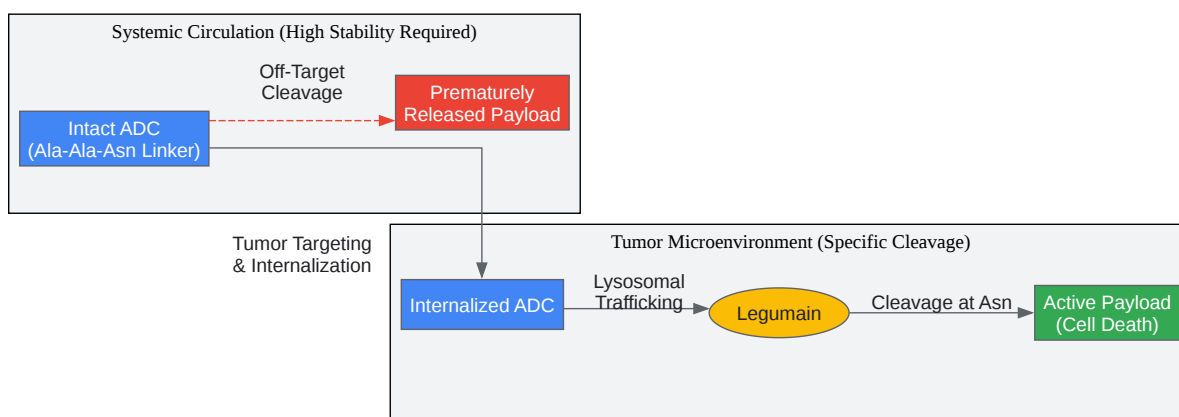 Systemic Circulation (High Stability Required)
Off-Target
Cleavage
Prematurely
Released Payload
Intact ADC
(Ala-Ala-Asn Linker)
Tumor Targeting
& Internalization
Tumor Microenvironment (Specific Cleavage)
Internalized ADC
Lysosomal
Trafficking
Legumain
Cleavage at Asn
Active Payload
(Cell Death)